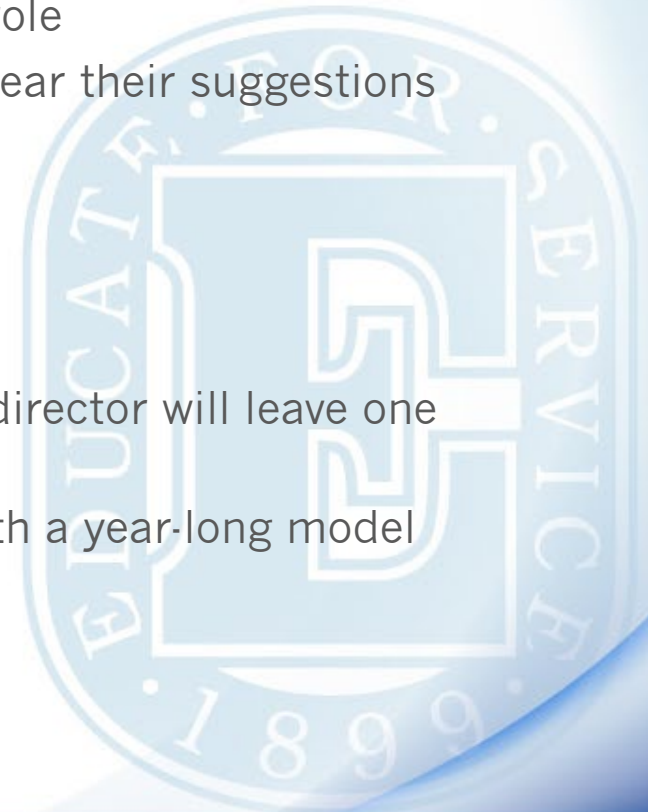 ole
ear their suggestions
EDUCATE · FOR · SERVICE
E
director will leave one
th a year-long model
· 1899 ·